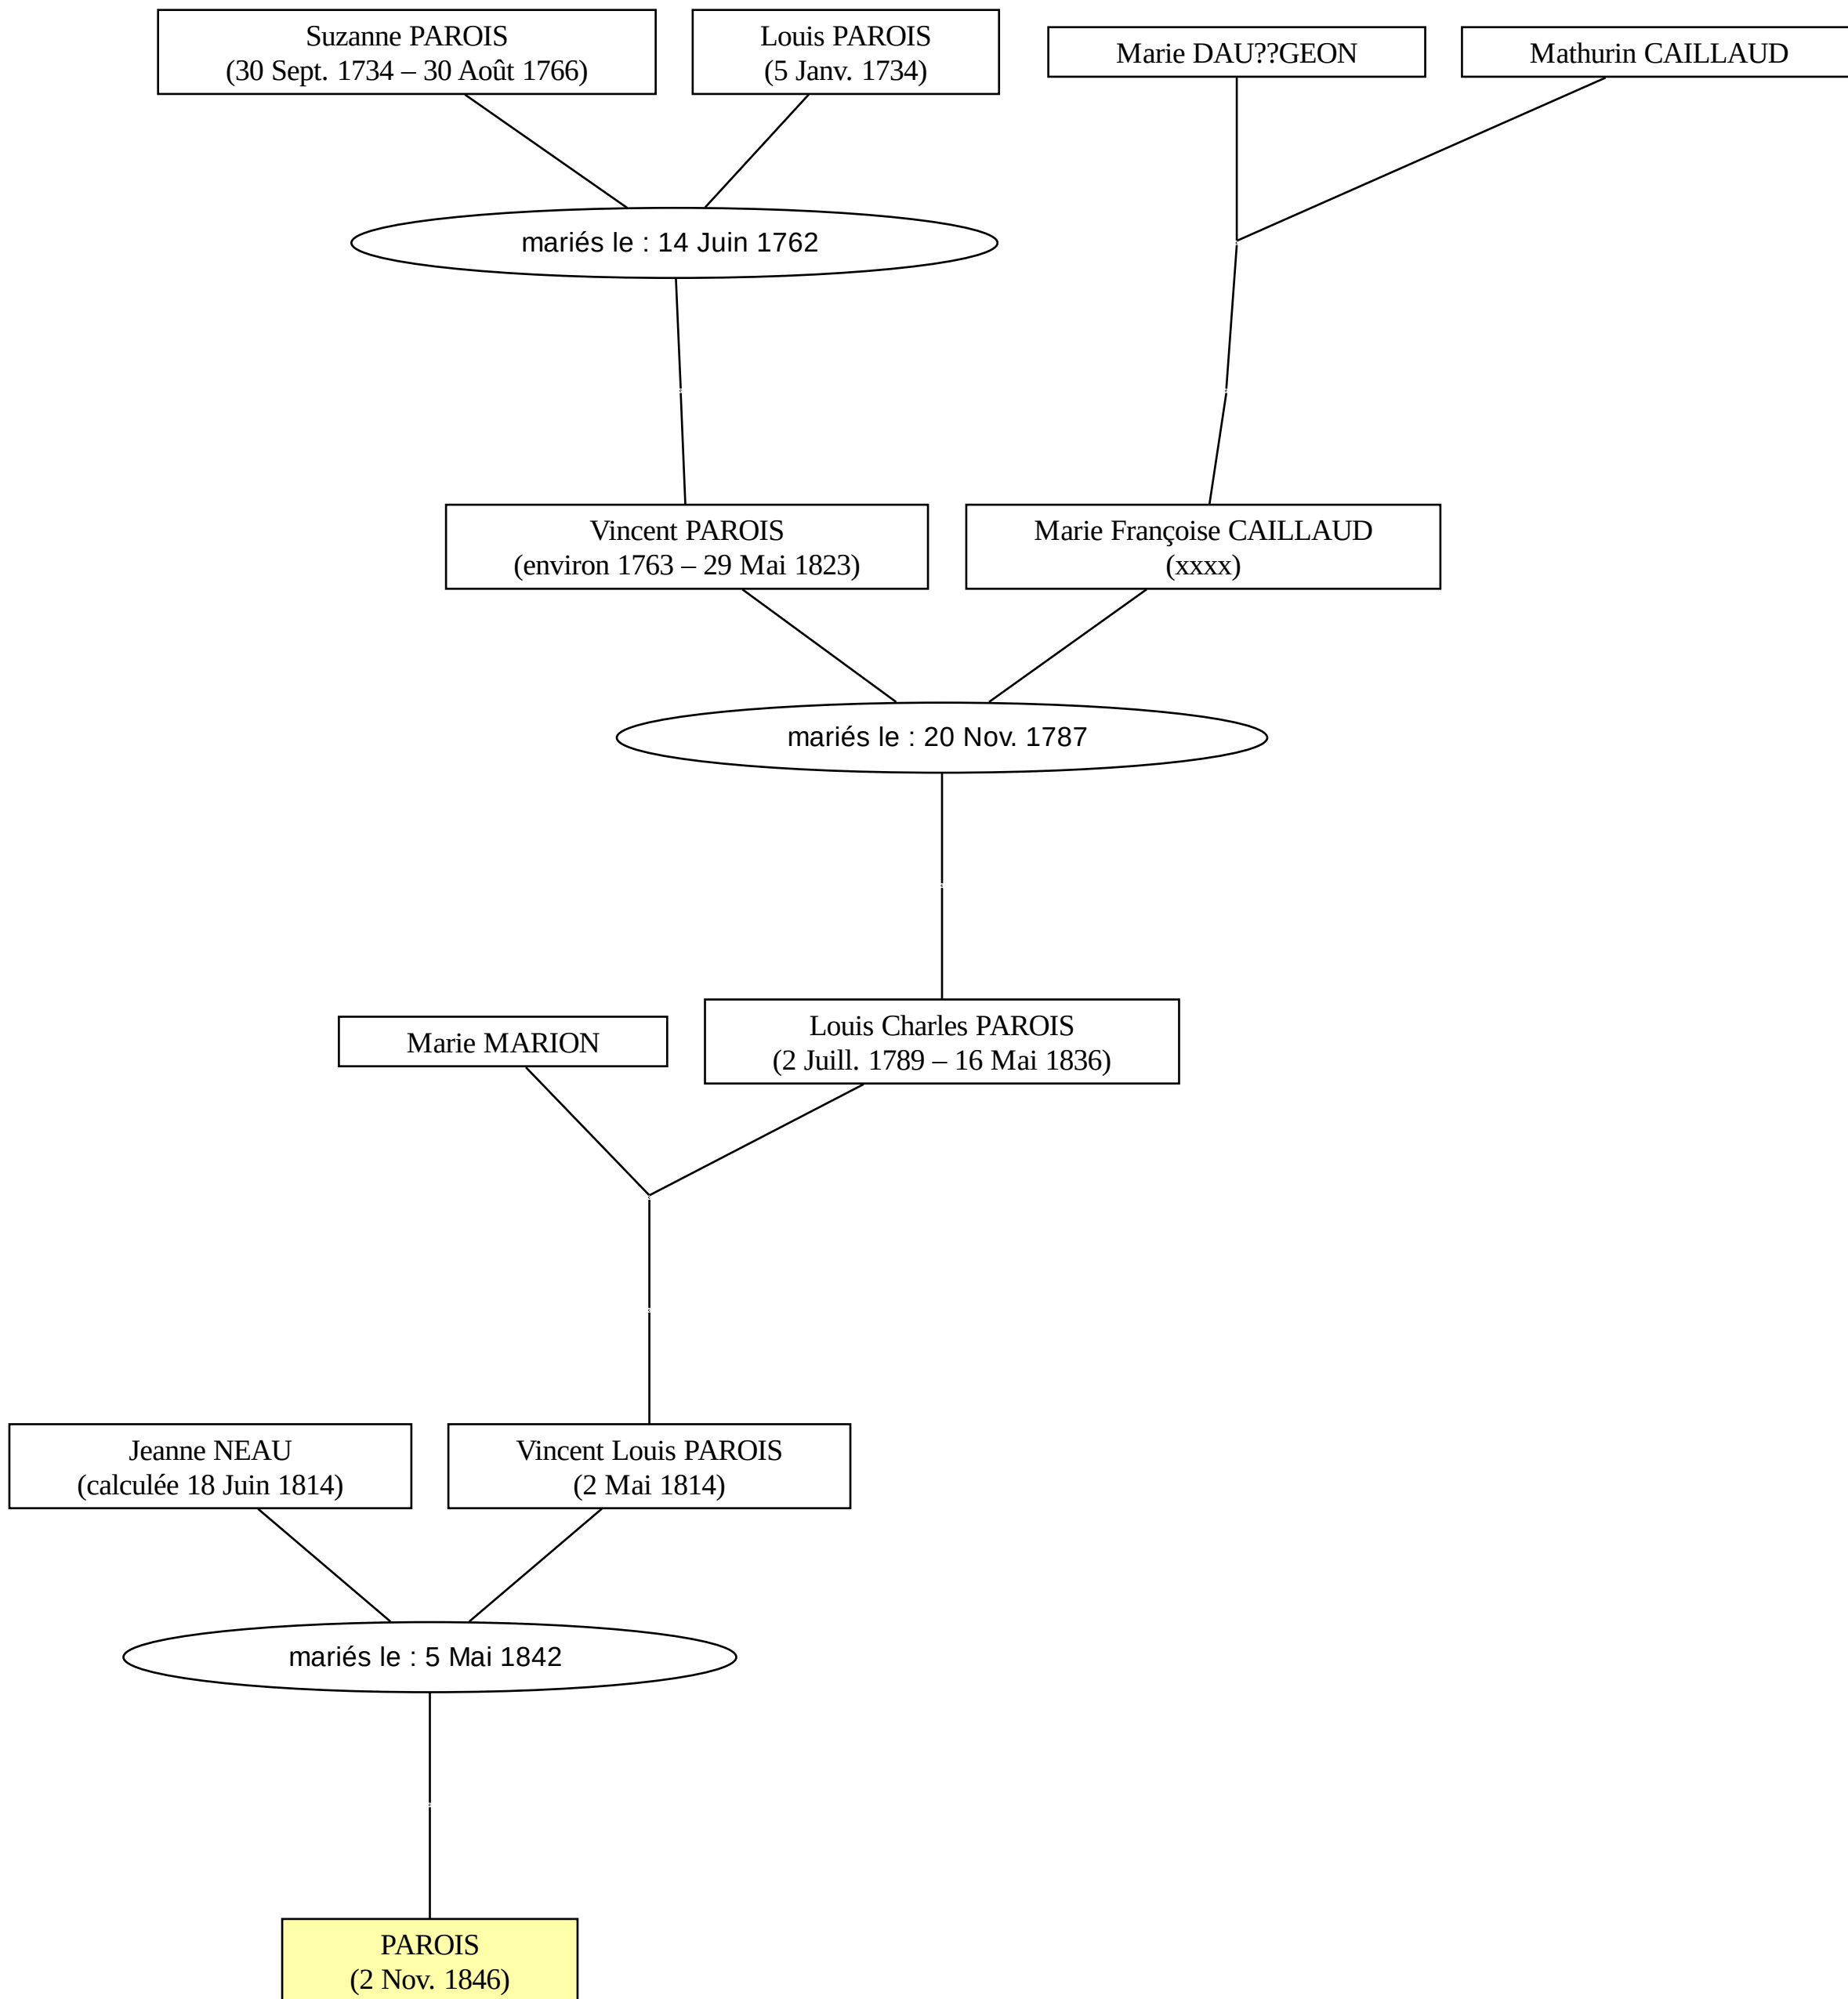 Suzanne PAROIS
(30 Sept. 1734 – 30 Août 1766)
Louis PAROIS
(5 Janv. 1734)
Marie DAU??GEON
Mathurin CAILLAUD
mariés le : 14 Juin 1762
Vincent PAROIS
(environ 1763 – 29 Mai 1823)
Marie Françoise CAILLAUD
(xxxx)
mariés le : 20 Nov. 1787
Marie MARION
Louis Charles PAROIS
(2 Juill. 1789 – 16 Mai 1836)
Jeanne NEAU
(calculée 18 Juin 1814)
Vincent Louis PAROIS
(2 Mai 1814)
mariés le : 5 Mai 1842
PAROIS
(2 Nov. 1846)